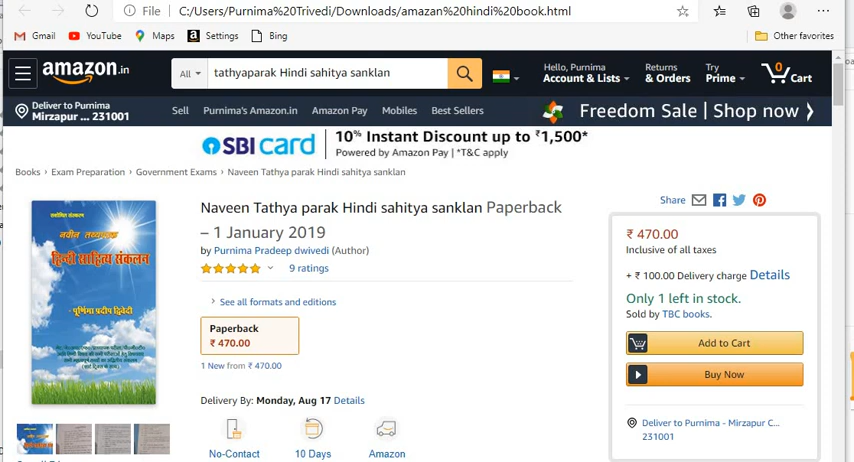 File | C:/Users/Purnima%20Trivedi/Downloads/amazan%20hindi%20book.html
Gmail YouTube Maps Settings Bing Other favorites
amazon.in All tathyaparak Hindi sahitya sanklan Hello, Purnima Account & Lists Returns & Orders Try Prime 0 Cart
Deliver to Purnima
Mirzapur ... 231001
Sell Purnima's Amazon.in Amazon Pay Mobiles Best Sellers Freedom Sale | Shop now
SBI card 10% Instant Discount up to ₹1,500*
Powered by Amazon Pay | *T&C apply
Books › Exam Preparation › Government Exams › Naveen Tathya parak Hindi sahitya sanklan
संशोधित संस्करण
नवीन तथ्यपरक
हिन्दी साहित्य संकलन
- पूर्णिमा प्रदीप द्विवेदी
Naveen Tathya parak Hindi sahitya sanklan Paperback
– 1 January 2019
by Purnima Pradeep dwivedi (Author)
9 ratings
› See all formats and editions
Paperback
₹ 470.00
1 New from ₹ 470.00
Delivery By: Monday, Aug 17 Details
No-Contact 10 Days Amazon
Share
₹ 470.00
Inclusive of all taxes
+ ₹ 100.00 Delivery charge Details
Only 1 left in stock.
Sold by TBC books.
Add to Cart
Buy Now
Deliver to Purnima - Mirzapur C...
231001